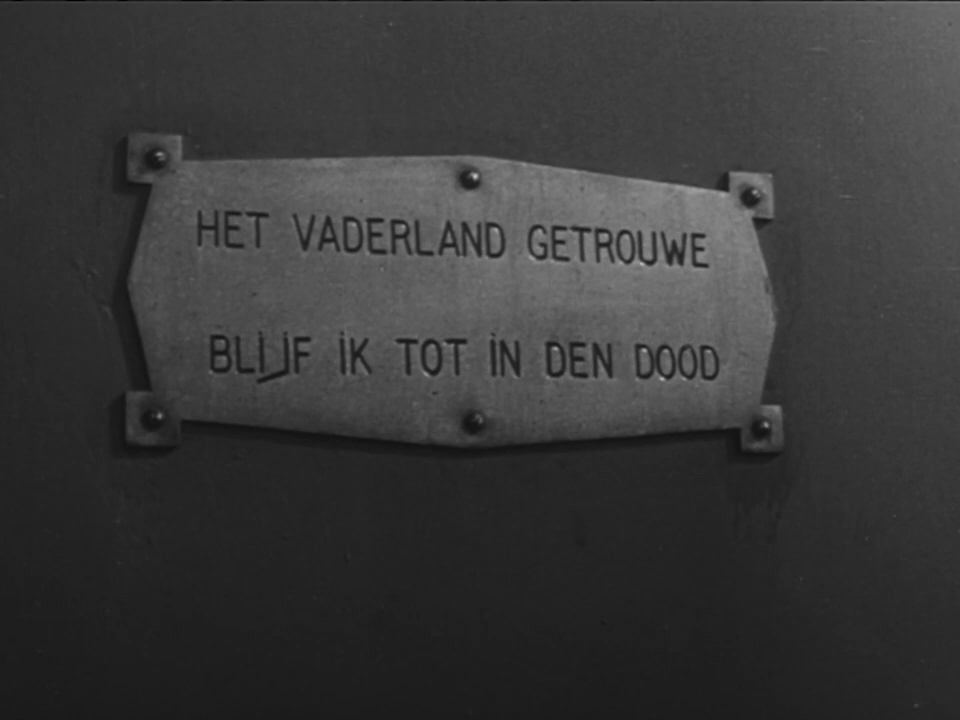 HET VADERLAND GETROUWE
BLIJF IK TOT IN DEN DOOD